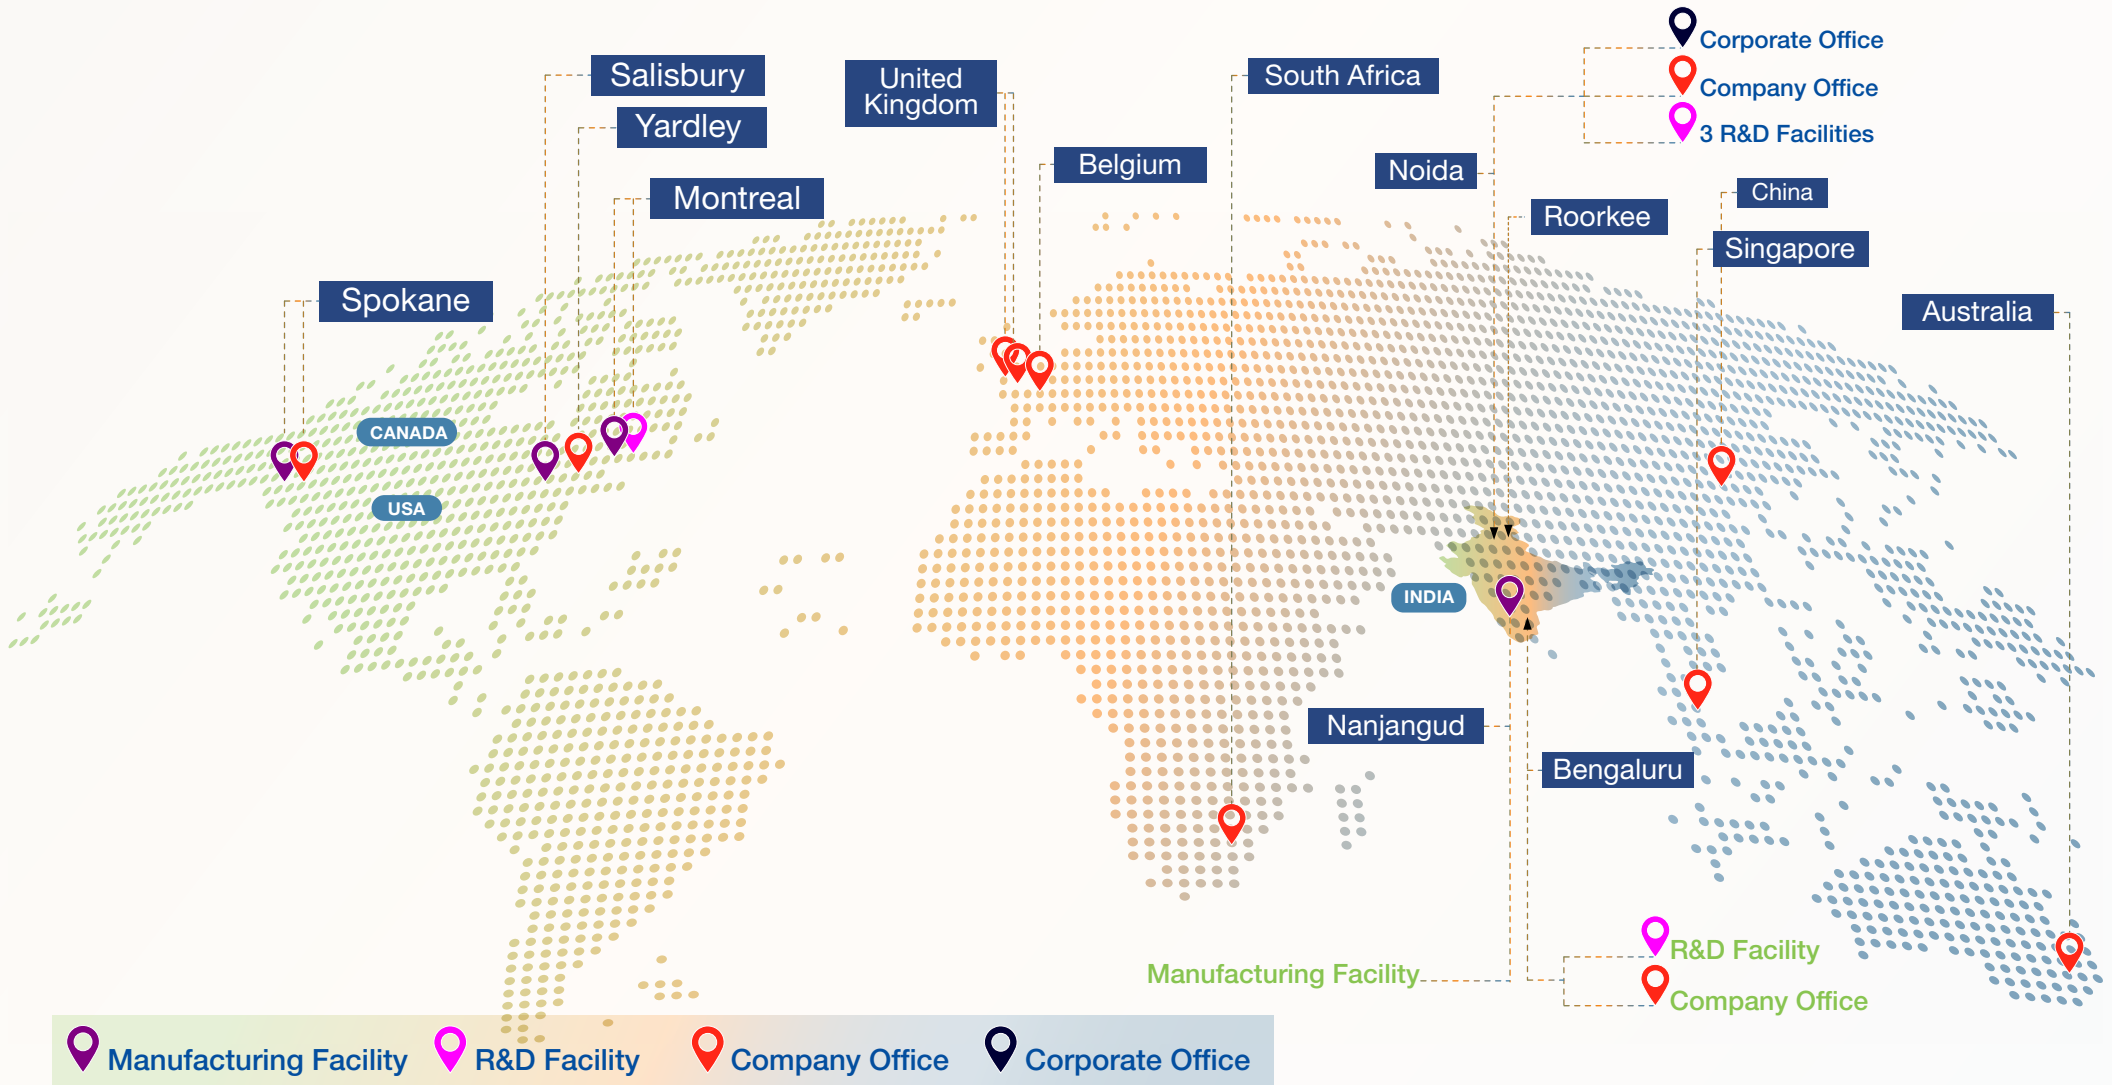 Corporate Office
Company Office
3 R&D Facilities
Salisbury
Yardley
Montreal
Spokane
United
Kingdom
Belgium
South Africa
Noida
Roorkee
China
Singapore
Australia
CANADA
USA
INDIA
Nanjangud
Bengaluru
Manufacturing Facility
R&D Facility
Company Office
Manufacturing Facility
R&D Facility
Company Office
Corporate Office